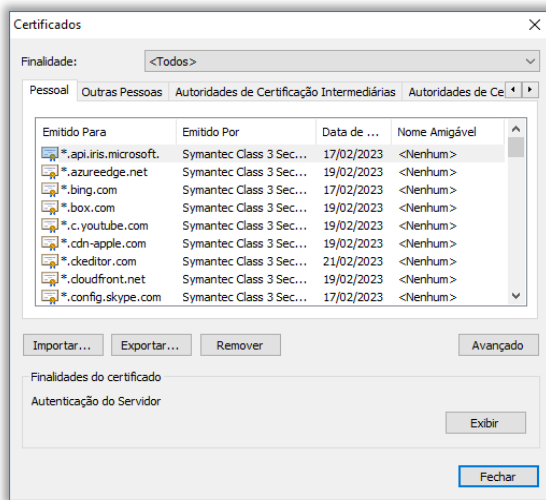 Certificados
Finalidade: <Todos>
Pessoal Outras Pessoas Autoridades de Certificação Intermediárias Autoridades de Ce
Emitido Para Emitido Por Data de ... Nome Amigável
*.api.iris.microsoft. Symantec Class 3 Sec... 17/02/2023 <Nenhum>
*.azureedge.net Symantec Class 3 Sec... 19/02/2023 <Nenhum>
*.bing.com Symantec Class 3 Sec... 17/02/2023 <Nenhum>
*.box.com Symantec Class 3 Sec... 19/02/2023 <Nenhum>
*.c.youtube.com Symantec Class 3 Sec... 19/02/2023 <Nenhum>
*.cdn-apple.com Symantec Class 3 Sec... 19/02/2023 <Nenhum>
*.ckeditor.com Symantec Class 3 Sec... 21/02/2023 <Nenhum>
*.cloudfront.net Symantec Class 3 Sec... 19/02/2023 <Nenhum>
*.config.skype.com Symantec Class 3 Sec... 17/02/2023 <Nenhum>
Importar... Exportar... Remover Avançado
Finalidades do certificado
Autenticação do Servidor
Exibir
Fechar